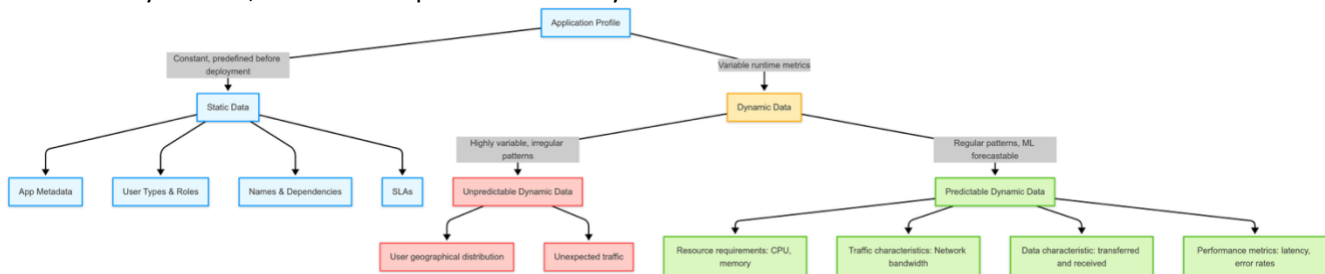 Application Profile
Constant, predefined before
deployment
Variable runtime metrics
Static Data
Dynamic Data
Highly variable, irregular
patterns
Regular patterns, ML
forecastable
App Metadata
User Types & Roles
Names & Dependencies
SLAs
Unpredictable Dynamic Data
Predictable Dynamic Data
User geographical distribution
Unexpected traffic
Resource requirements: CPU,
memory
Traffic characteristics: Network
bandwidth
Data characteristic: transferred
and received
Performance metrics: latency,
error rates